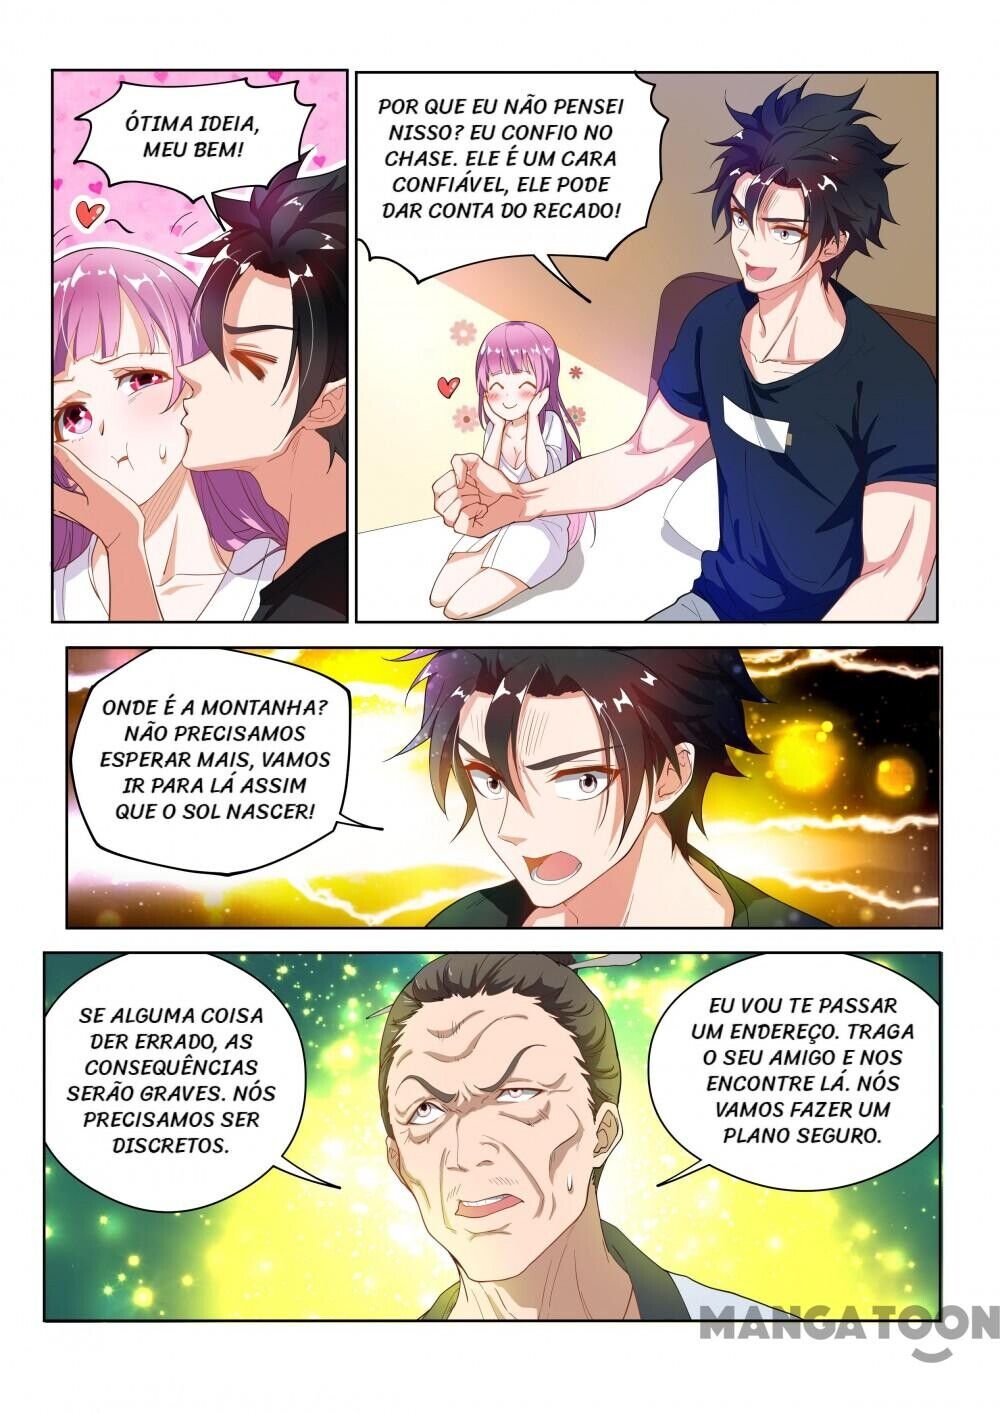 ÓTIMA IDEIA,
MEU BEM!
POR QUE EU NÃO PENSEI
NISSO? EU CONFIO NO
CHASE. ELE É UM CARA
CONFIÁVEL, ELE PODE
DAR CONTA DO RECADO!
ONDE É A MONTANHA?
NÃO PRECISAMOS
ESPERAR MAIS, VAMOS
IR PARA LÁ ASSIM
QUE O SOL NASCER!
SE ALGUMA COISA
DER ERRADO, AS
CONSEQUÊNCIAS
SERÃO GRAVES. NÓS
PRECISAMOS SER
DISCRETOS.
EU VOU TE PASSAR
UM ENDEREÇO. TRAGA
O SEU AMIGO E NOS
ENCONTRE LÁ. NÓS
VAMOS FAZER UM
PLANO SEGURO.
MANGATOON